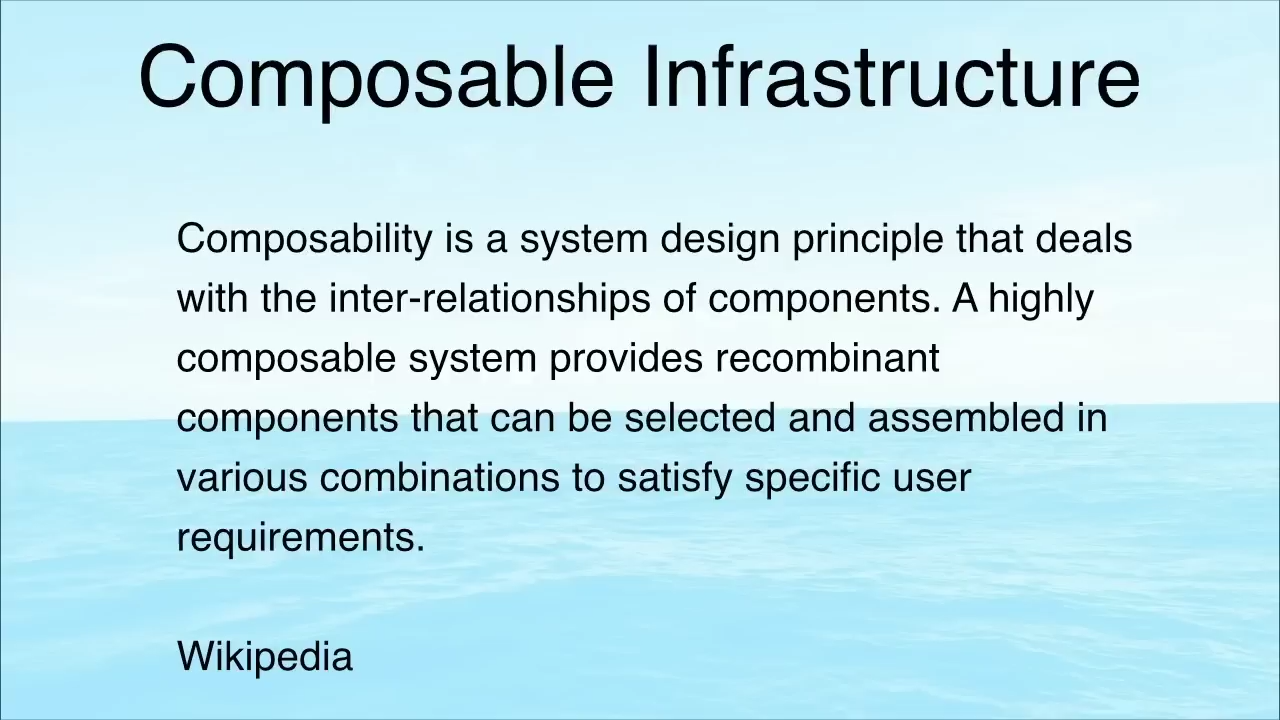 Composable Infrastructure
Composability is a system design principle that deals
with the inter-relationships of components. A highly
composable system provides recombinant
components that can be selected and assembled in
various combinations to satisfy specific user
requirements.
Wikipedia